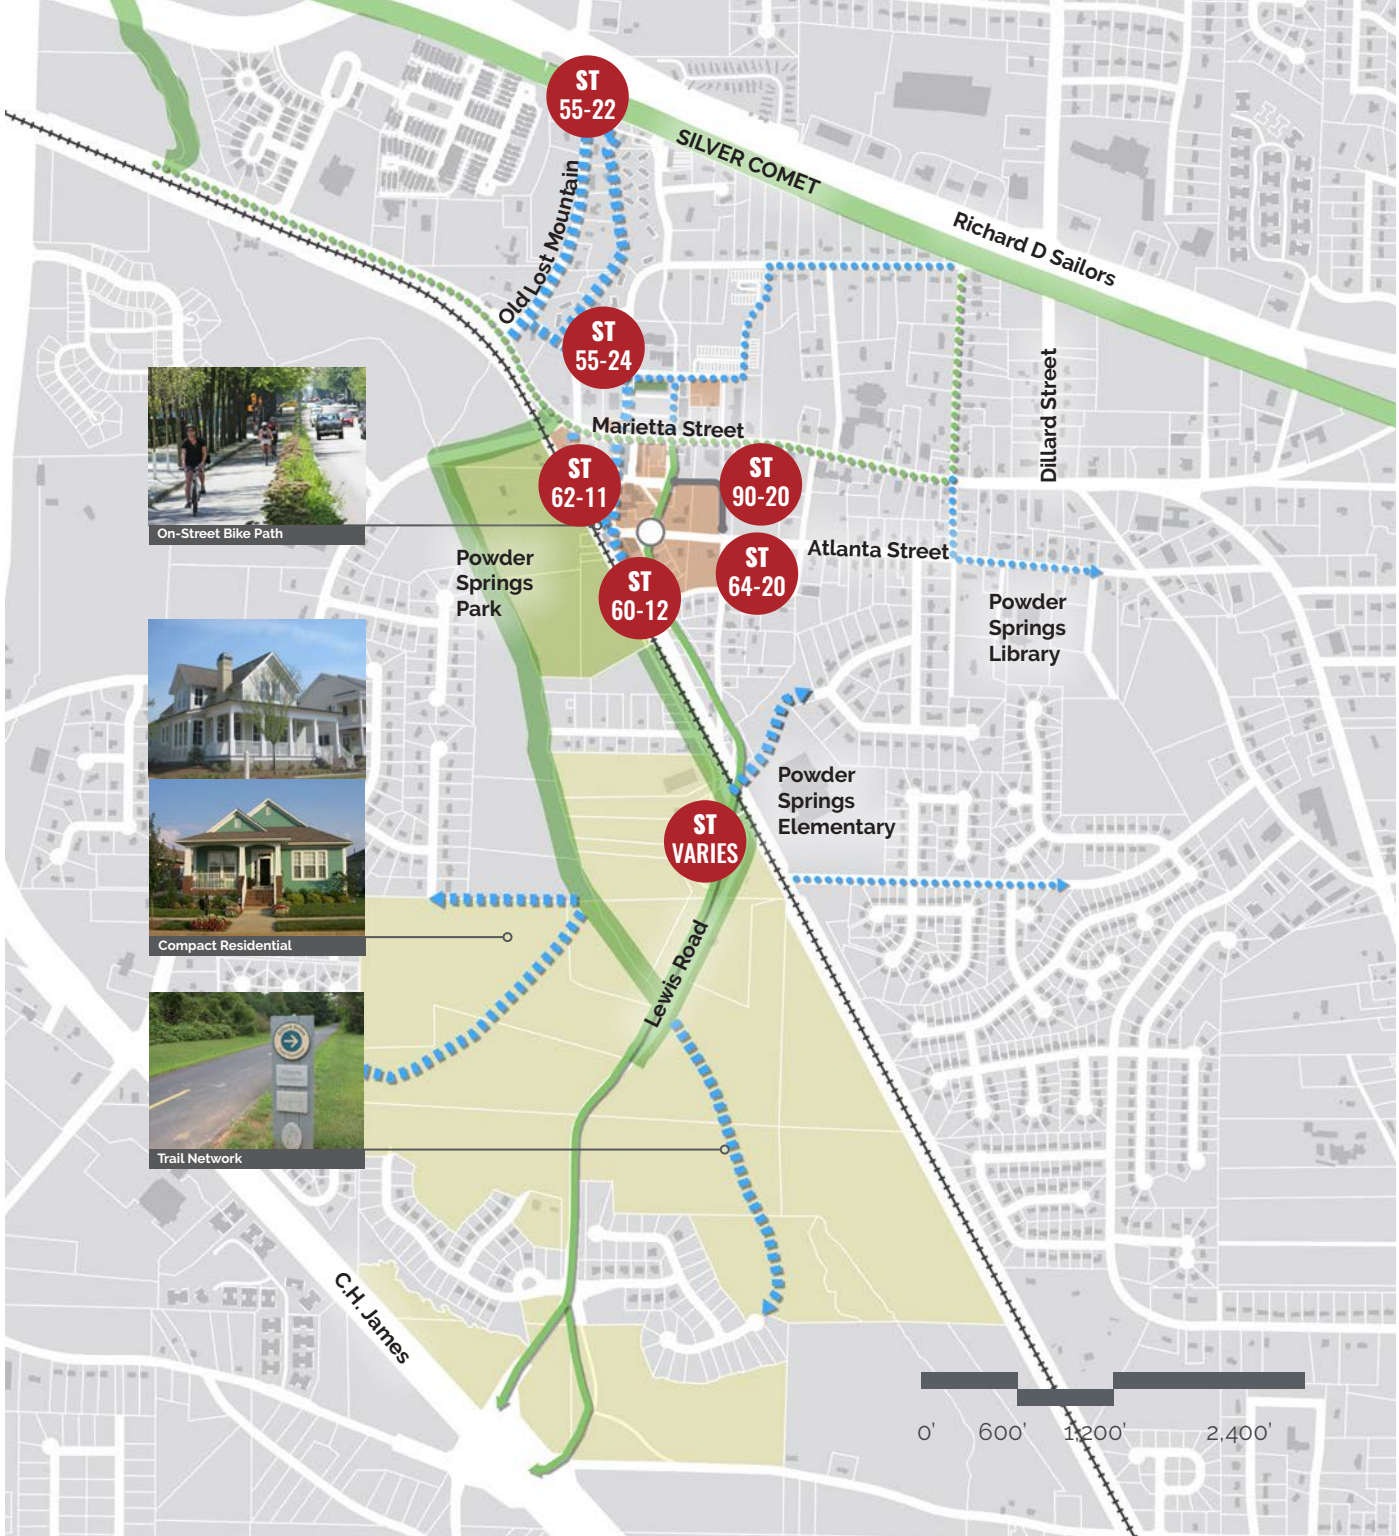 ST
55-22
SILVER COMET
Old Lost Mountain
Richard D Sailors
ST
55-24
Dillard Street
Marietta Street
ST
62-11
ST
90-20
On-Street Bike Path
Powder
Springs
Park
Atlanta Street
ST
60-12
ST
64-20
Powder
Springs
Library
Powder
Springs
Elementary
ST
VARIES
Compact Residential
Lewis Road
Trail Network
C.H. James
0' 600' 1,200' 2,400'